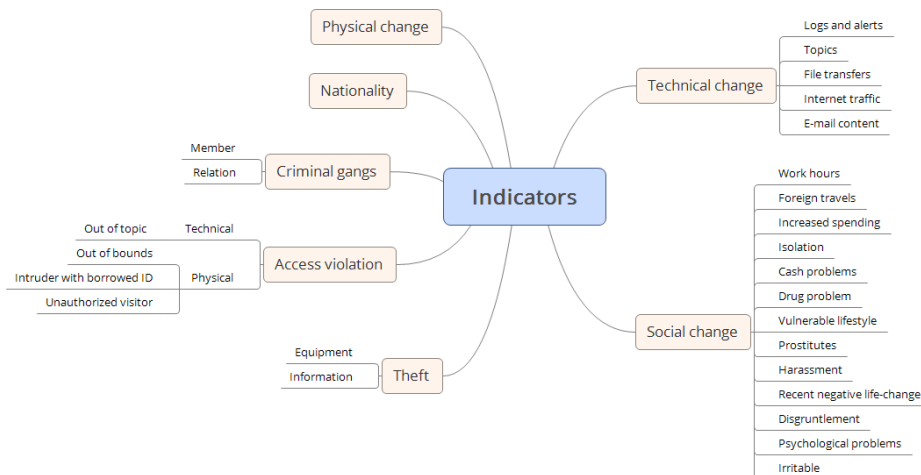 Physical change
Nationality
Member
Relation
Criminal gangs
Out of topic
Technical
Out of bounds
Intruder with borrowed ID
Physical
Unauthorized visitor
Access violation
Equipment
Information
Theft
Indicators
Technical change
Logs and alerts
Topics
File transfers
Internet traffic
E-mail content
Social change
Work hours
Foreign travels
Increased spending
Isolation
Cash problems
Drug problem
Vulnerable lifestyle
Prostitutes
Harassment
Recent negative life-change
Disgruntlement
Psychological problems
Irritable